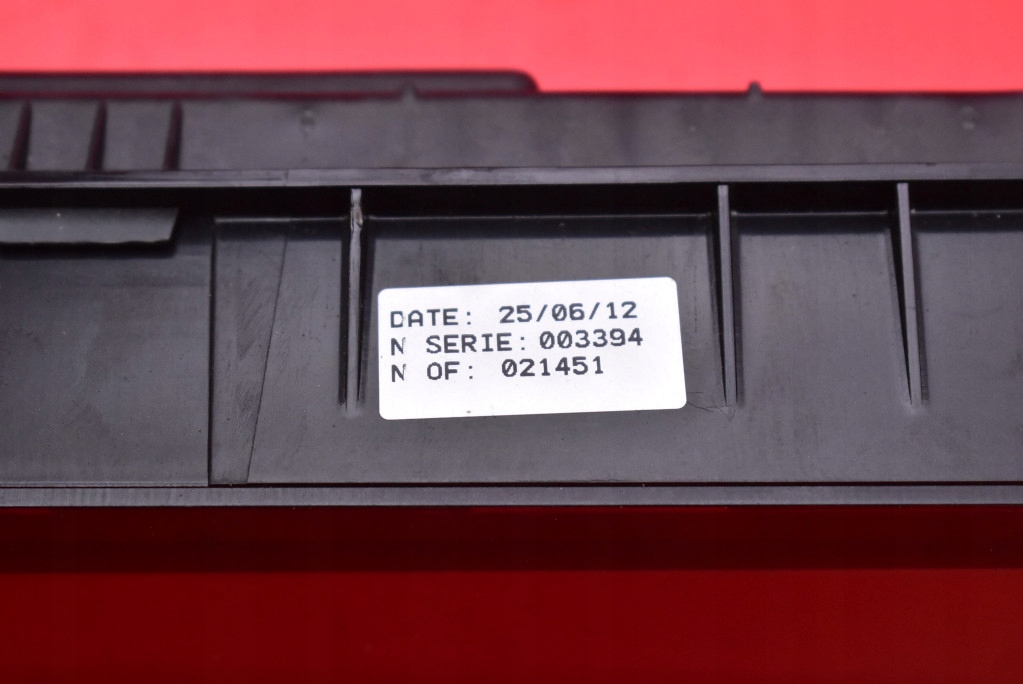 DATE: 25/06/12
N SERIE: 003394
N OF: 021451